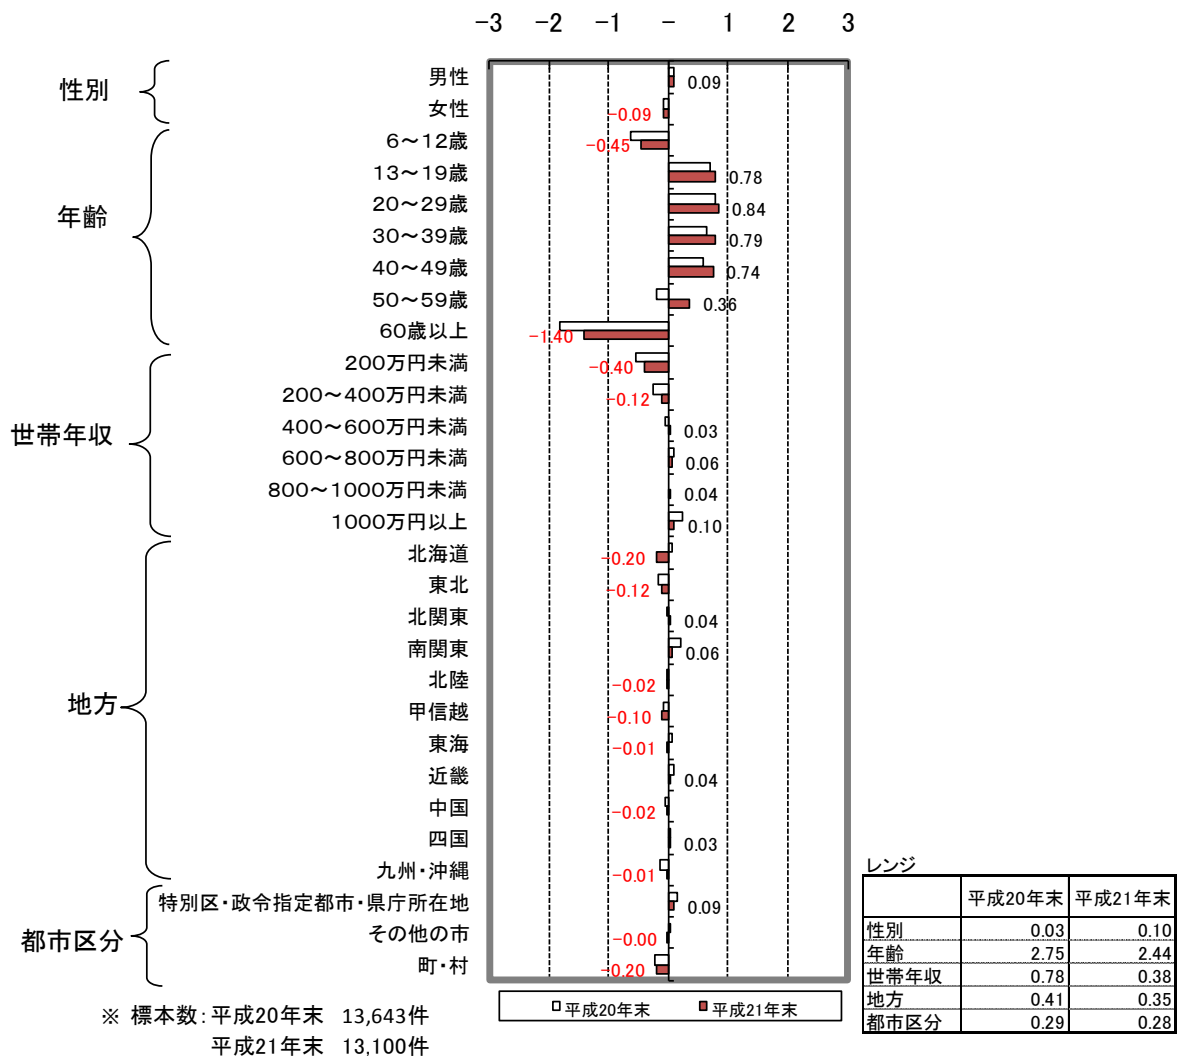 −3 −2 −1 − 1 2 3
性別
男性 0.09
女性 −0.09
年齢
6～12歳 −0.45
13～19歳 0.78
20～29歳 0.84
30～39歳 0.79
40～49歳 0.74
50～59歳 0.36
60歳以上 −1.40
世帯年収
200万円未満 −0.40
200～400万円未満 −0.12
400～600万円未満 0.03
600～800万円未満 0.06
800～1000万円未満 0.04
1000万円以上 0.10
地方
北海道 −0.20
東北 −0.12
北関東 0.04
南関東 0.06
北陸 −0.02
甲信越 −0.10
東海 −0.01
近畿 0.04
中国 −0.02
四国 0.03
九州・沖縄 −0.01
都市区分
特別区・政令指定都市・県庁所在地 0.09
その他の市 −0.00
町・村 −0.20
平成20年末 平成21年末
※ 標本数：平成20年末 13,643件
平成21年末 13,100件
レンジ
平成20年末 平成21年末
性別 0.03 0.10
年齢 2.75 2.44
世帯年収 0.78 0.38
地方 0.41 0.35
都市区分 0.29 0.28